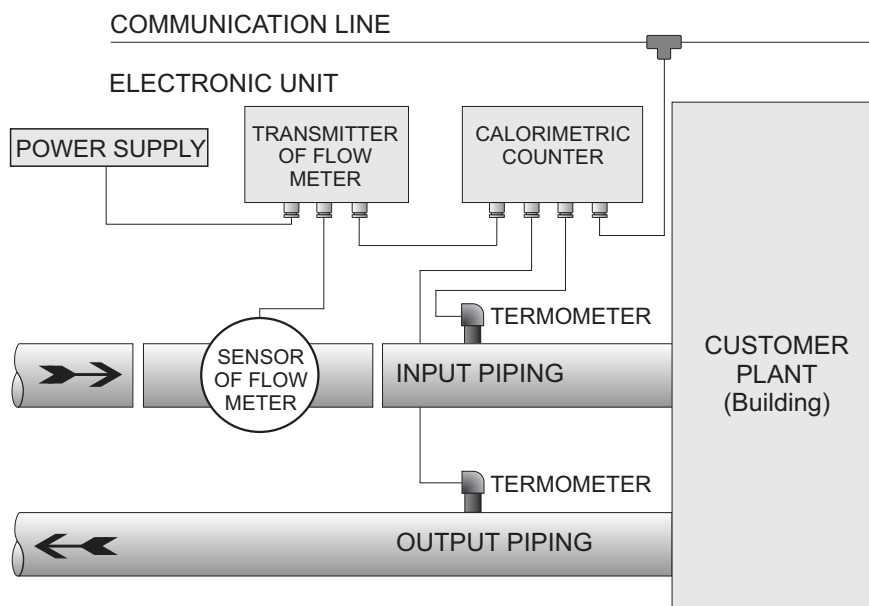 COMMUNICATION LINE
ELECTRONIC UNIT
POWER SUPPLY
TRANSMITTER
OF FLOW
METER
CALORIMETRIC
COUNTER
TERMOMETER
SENSOR
OF FLOW
METER
INPUT PIPING
CUSTOMER
PLANT
(Building)
TERMOMETER
OUTPUT PIPING